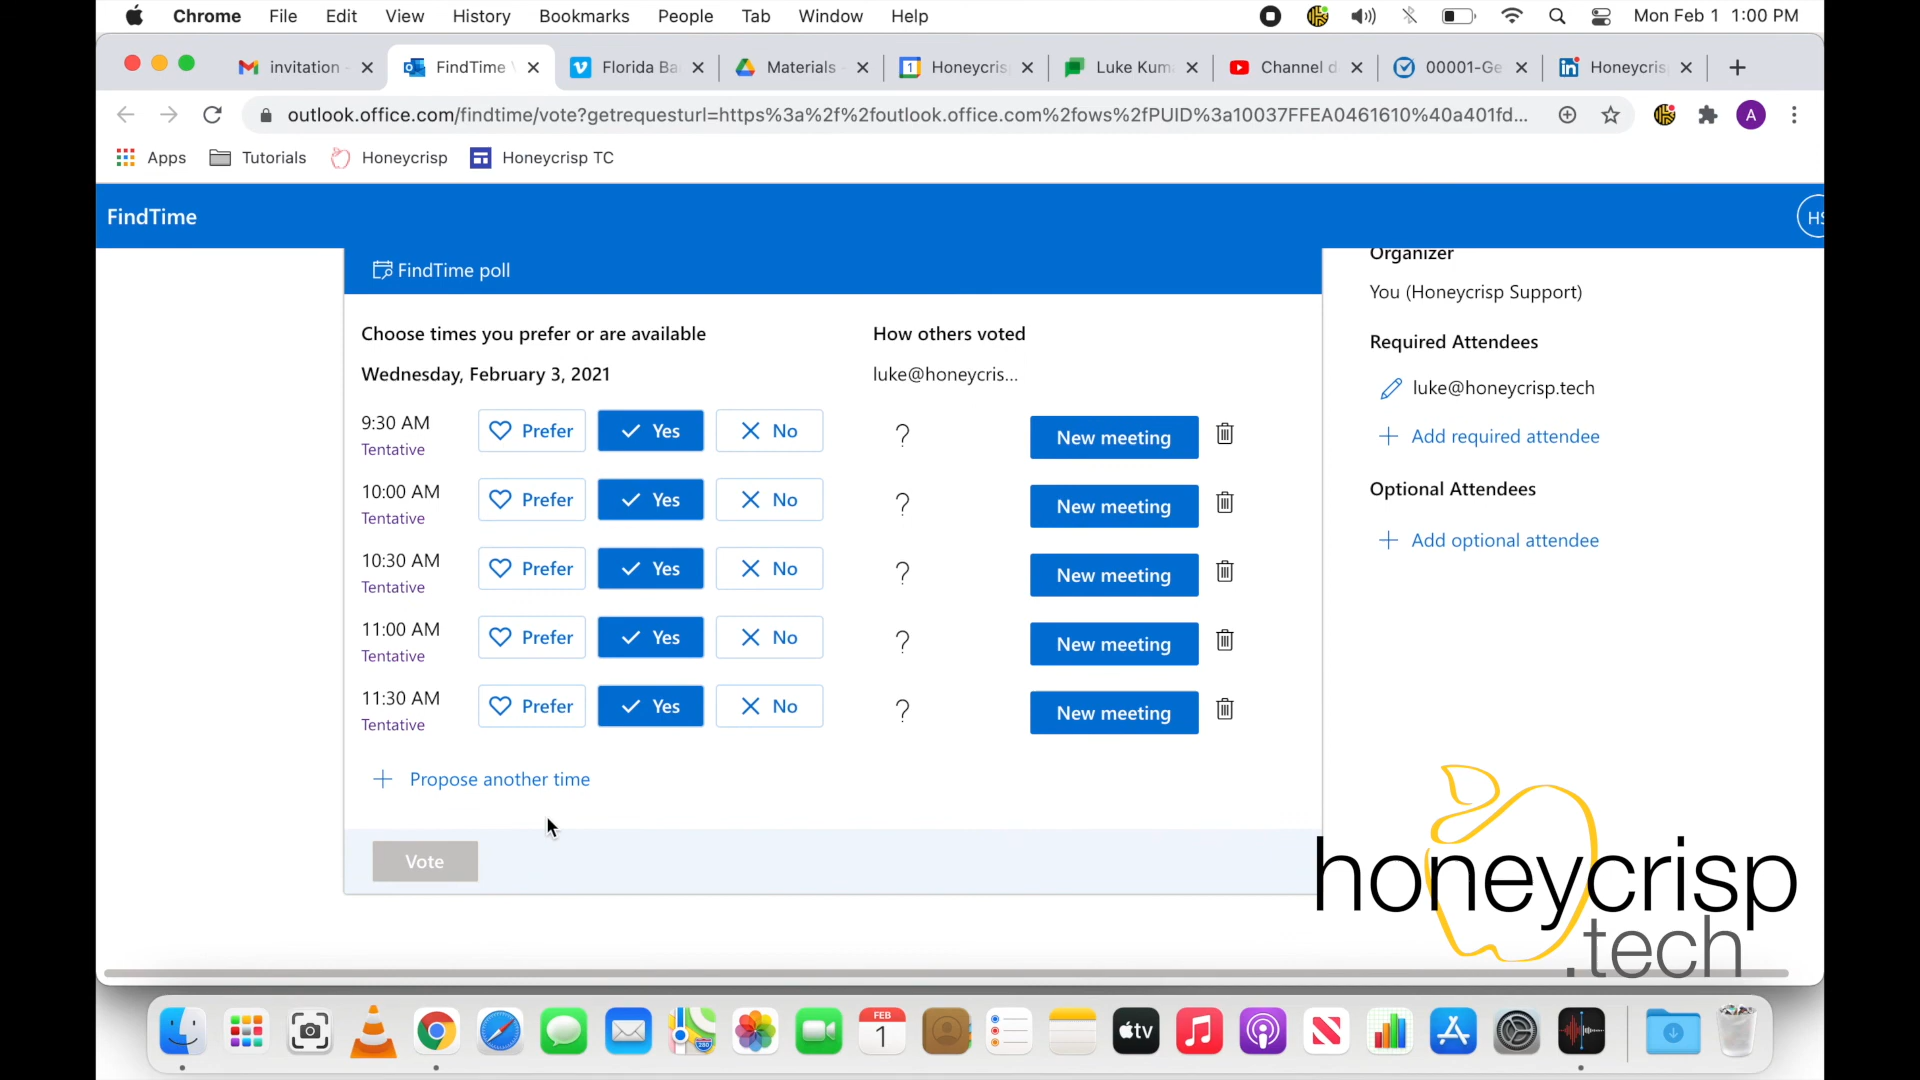 Chrome File Edit View History Bookmarks People Tab Window Help Mon Feb 1 1:00 PM
invitation - FindTime Florida Ba Materials - Honeycris Luke Kum Channel d 00001-Ge Honeycris
outlook.office.com/findtime/vote?getrequesturl=https%3a%2f%2foutlook.office.com%2fows%2fPUID%3a10037FFEA0461610%40a401fd... A
Apps Tutorials Honeycrisp Honeycrisp TC
FindTime HS
FindTime poll
Choose times you prefer or are available How others voted
Wednesday, February 3, 2021 luke@honeycris...
9:30 AM Prefer Yes No ? New meeting
Tentative
10:00 AM Prefer Yes No ? New meeting
Tentative
10:30 AM Prefer Yes No ? New meeting
Tentative
11:00 AM Prefer Yes No ? New meeting
Tentative
11:30 AM Prefer Yes No ? New meeting
Tentative
+ Propose another time
Vote
Organizer
You (Honeycrisp Support)
Required Attendees
luke@honeycrisp.tech
+ Add required attendee
Optional Attendees
+ Add optional attendee
honeycrisp
.tech
FEB
1
tv